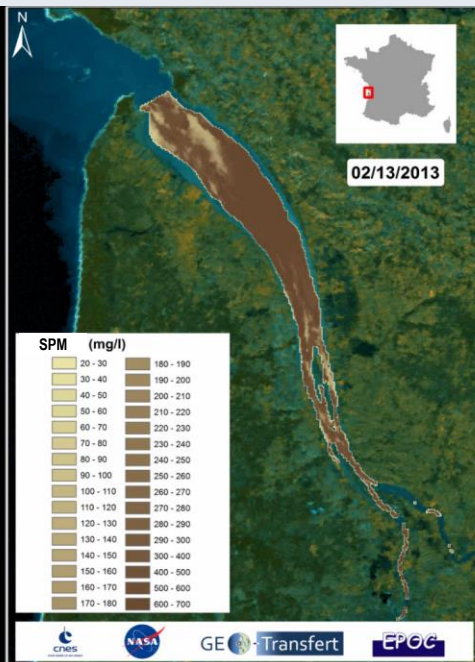 N
02/13/2013
SPM (mg/l)
20 - 30
30 - 40
40 - 50
50 - 60
60 - 70
70 - 80
80 - 90
90 - 100
100 - 110
110 - 120
120 - 130
130 - 140
140 - 150
150 - 160
160 - 170
170 - 180
180 - 190
190 - 200
200 - 210
210 - 220
220 - 230
230 - 240
240 - 250
250 - 260
260 - 270
270 - 280
280 - 290
290 - 300
300 - 400
400 - 500
500 - 600
600 - 700
cnes
NASA
GE-Transfert
EPOC